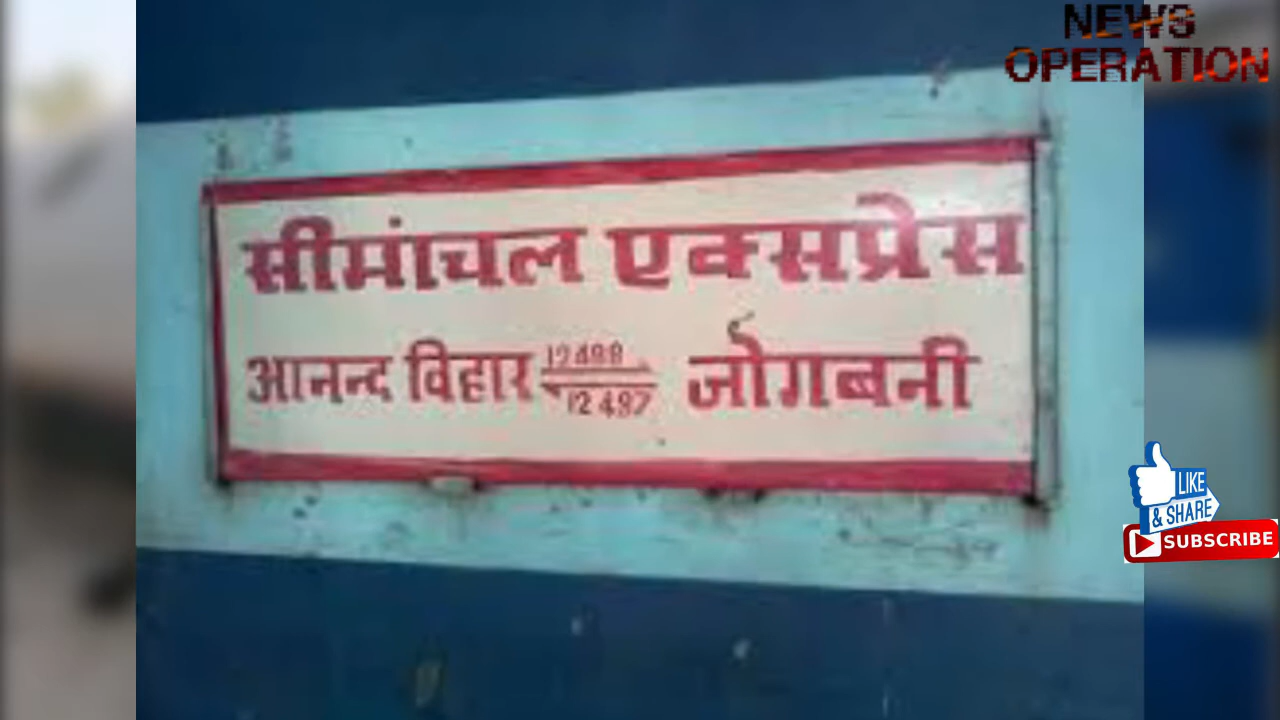 NEWS
OPERATION
सीमांचल एक्सप्रेस
आनन्द विहार 12488 जोगबनी
12487
LIKE
& SHARE
SUBSCRIBE